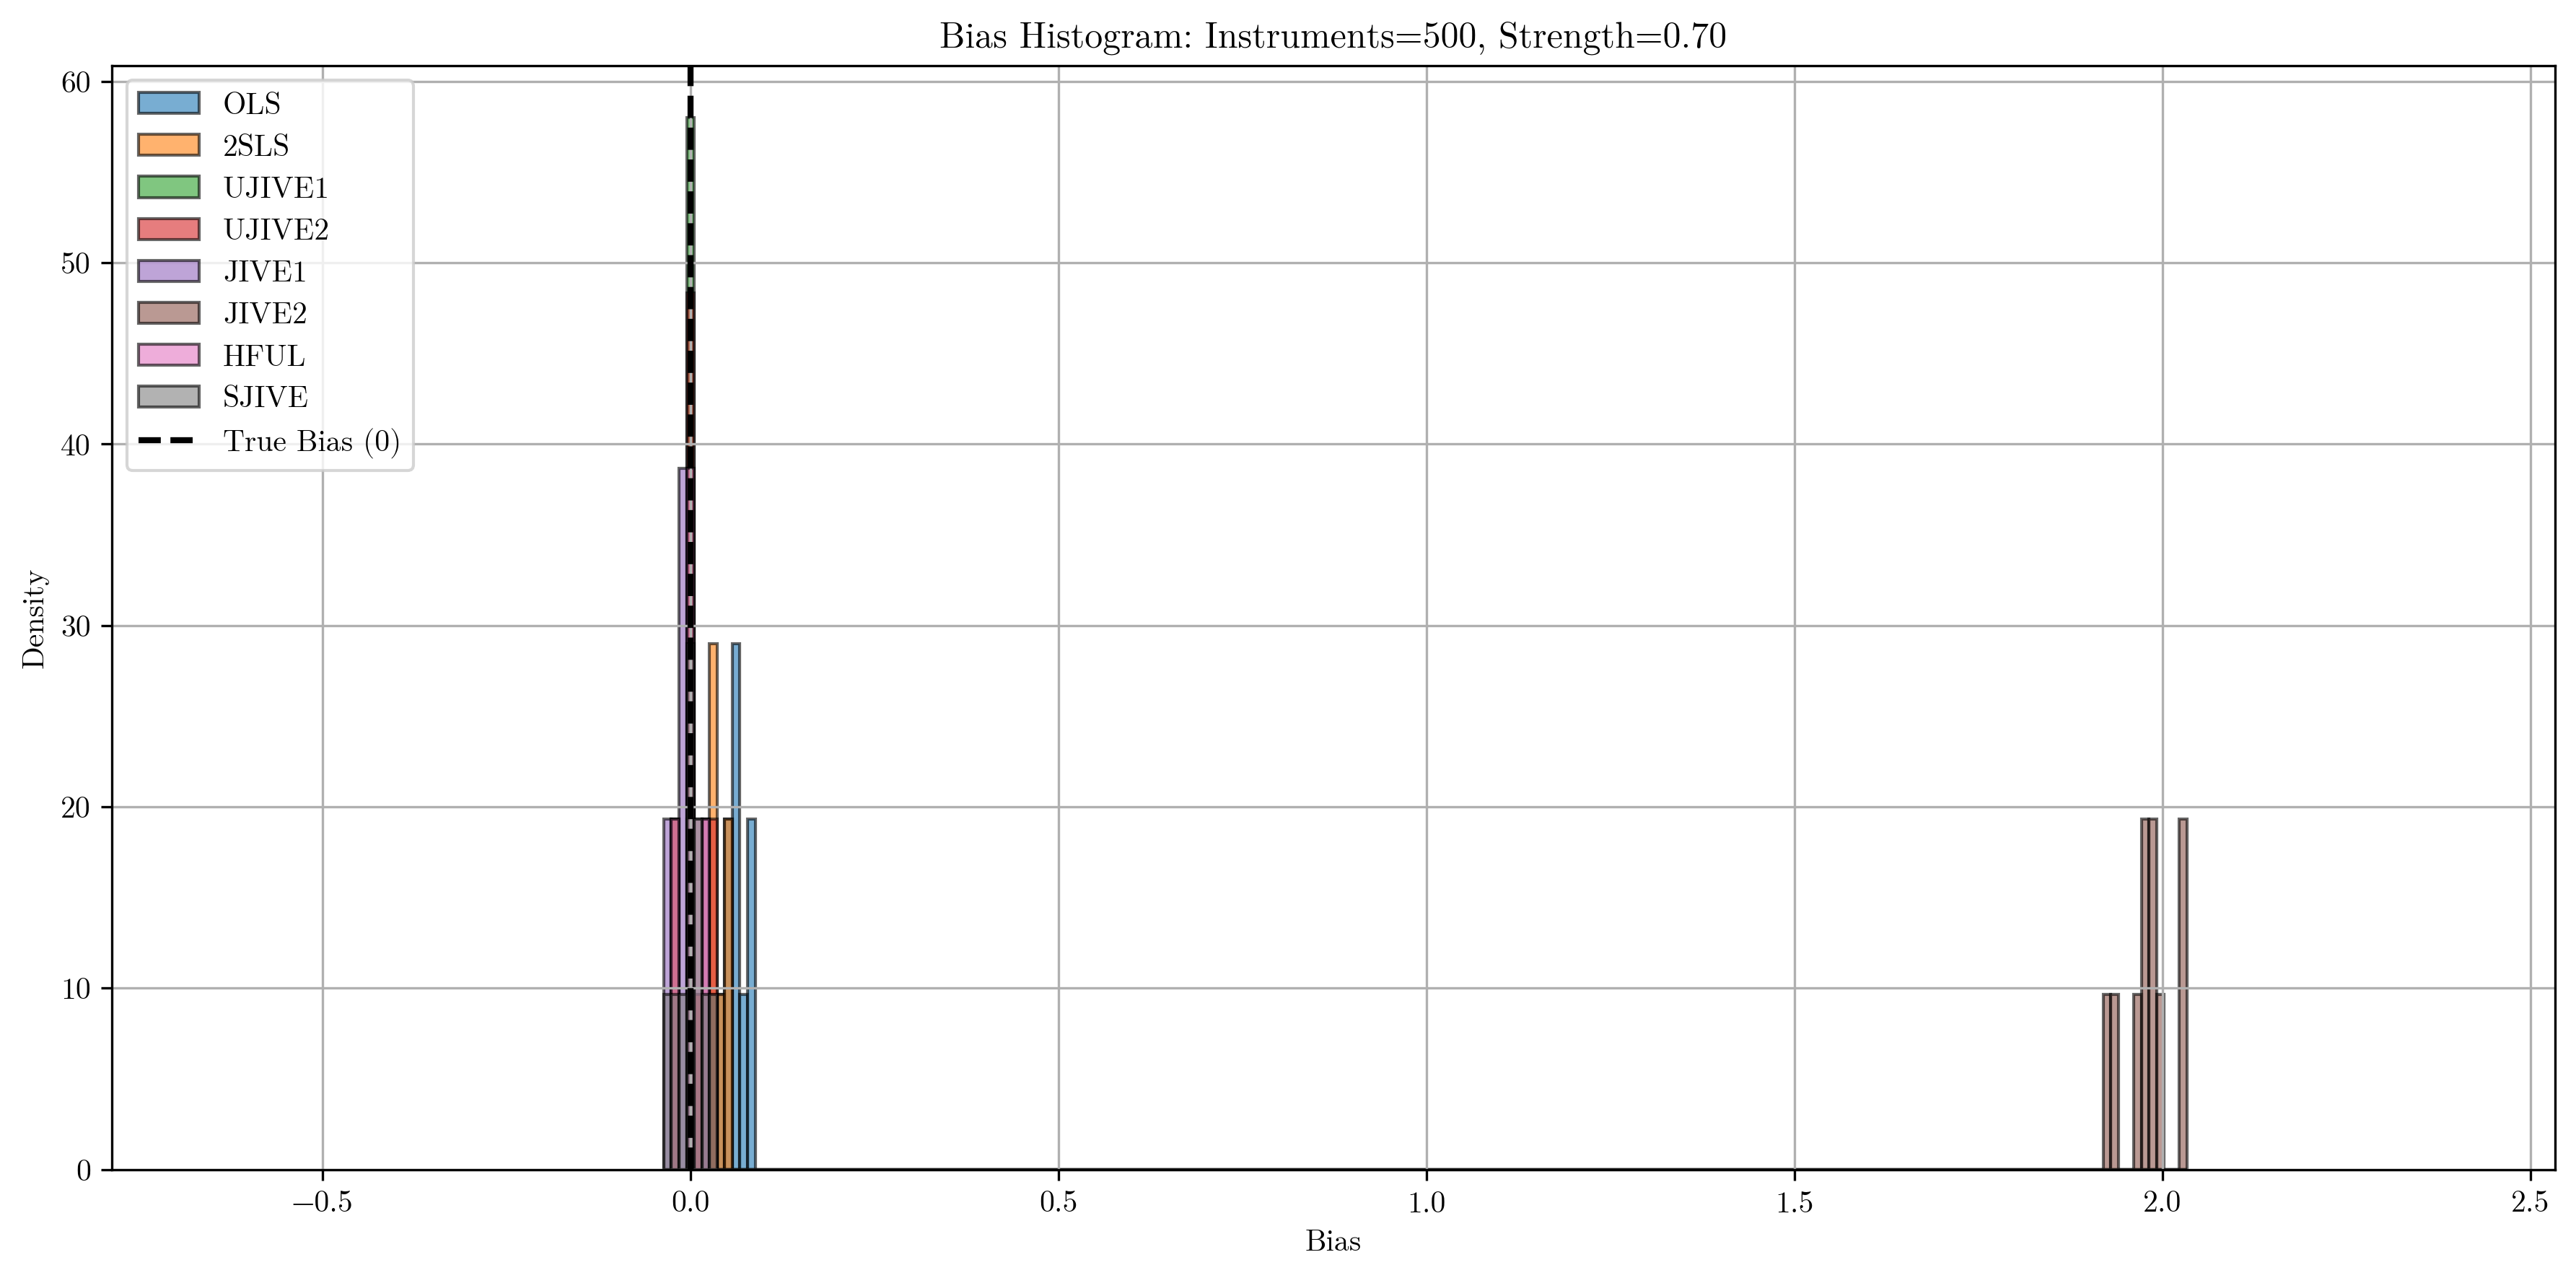 Bias Histogram: Instruments=500, Strength=0.70
60
50
40
30
20
10
0
Density
OLS
2SLS
UJIVE1
UJIVE2
JIVE1
JIVE2
HFUL
SJIVE
True Bias (0)
−0.5 0.0 0.5 1.0 1.5 2.0 2.5
Bias